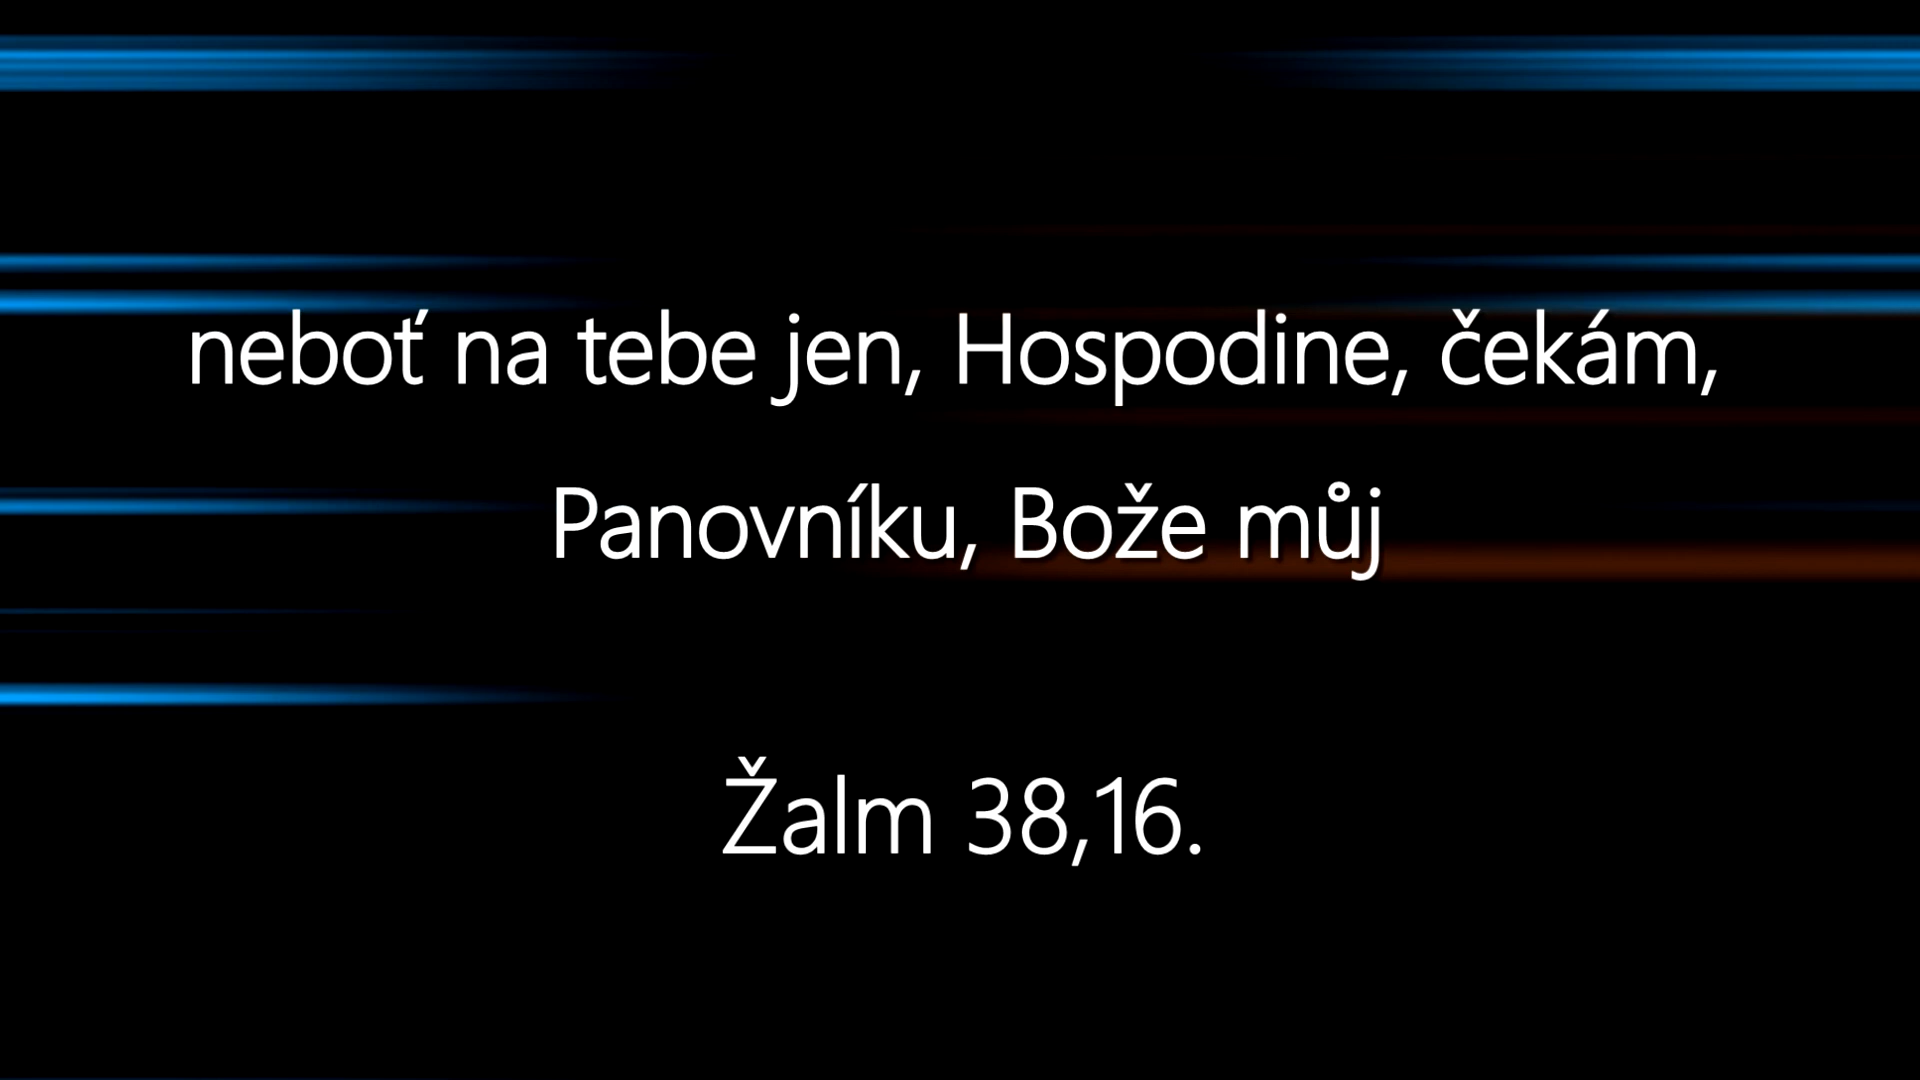 neboť na tebe jen, Hospodine, čekám,
Panovníku, Bože můj
Žalm 38,16.